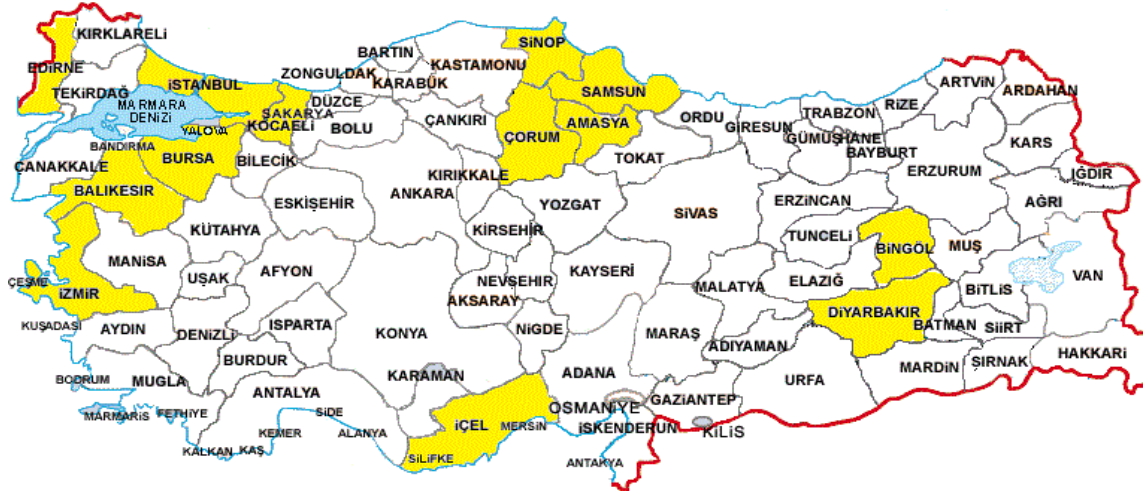 KIRKLARELİ
EDİRNE
TEKİRDAĞ
İSTANBUL
MARMARA
DENİZİ
YALOVA
BANDIRMA
ÇANAKKALE
BALIKESIR
BURSA
BİLECİK
KOCAELİ
SAKARYA
DÜZCE
BOLU
ZONGULDAK
BARTIN
KARABÜK
KASTAMONU
SİNOP
SAMSUN
ÇANKIRI
ÇORUM
AMASYA
TOKAT
ORDU
GİRESUN
TRABZON
GÜMÜŞHANE
BAYBURT
RİZE
ARTVİN
ARDAHAN
KARS
IĞDIR
AĞRI
ERZURUM
ERZİNCAN
TUNCELİ
BİNGÖL
MUŞ
VAN
BİTLİS
ELAZIĞ
MALATYA
DİYARBAKIR
BATMAN
SİİRT
ŞIRNAK
HAKKARİ
MARDİN
URFA
ADIYAMAN
MARAŞ
SİVAS
YOZGAT
KAYSERİ
KIRIKKALE
ANKARA
KİRSEHİR
NEVSEHIR
AKSARAY
NİGDE
ESKİŞEHİR
KÜTAHYA
AFYON
UŞAK
MANİSA
ÇEŞME
İZMİR
KUŞADASI
AYDIN
DENIZLİ
ISPARTA
BURDUR
KONYA
KARAMAN
BODRUM
MUGLA
MARMARİS
FETHİYE
ANTALYA
KALKAN
KAŞ
KEMER
SİDE
ALANYA
İÇEL
MERSİN
SİLİFKE
ADANA
OSMANİYE
GAZİANTEP
İSKENDERUN
KİLİS
ANTAKYA